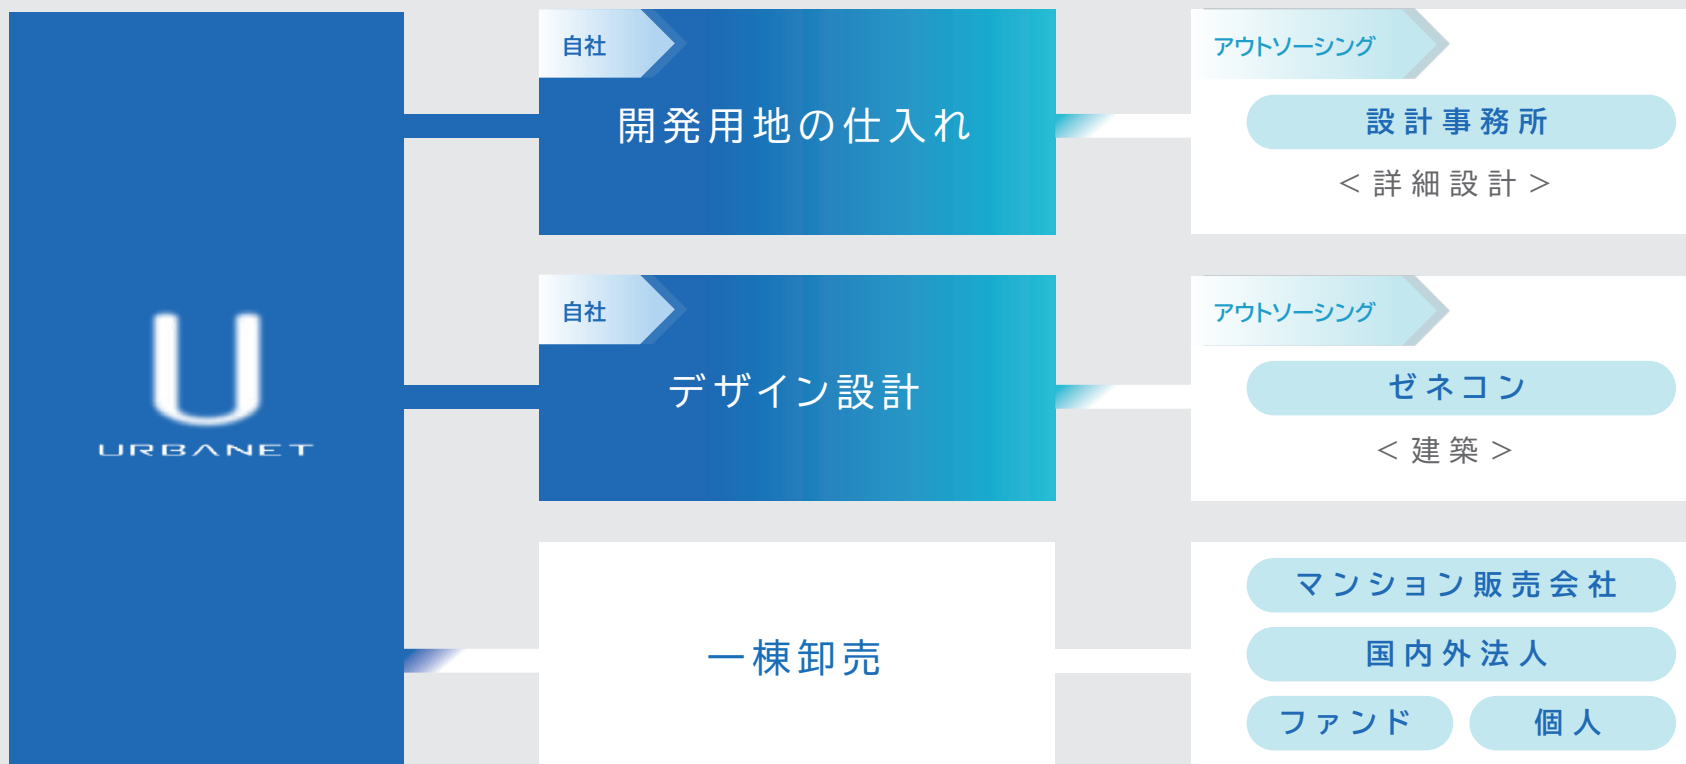 U
URBANET
自社
開発用地の仕入れ
アウトソーシング
設計事務所
＜詳細設計＞
自社
デザイン設計
アウトソーシング
ゼネコン
＜建築＞
一棟卸売
マンション販売会社
国内外法人
ファンド
個人